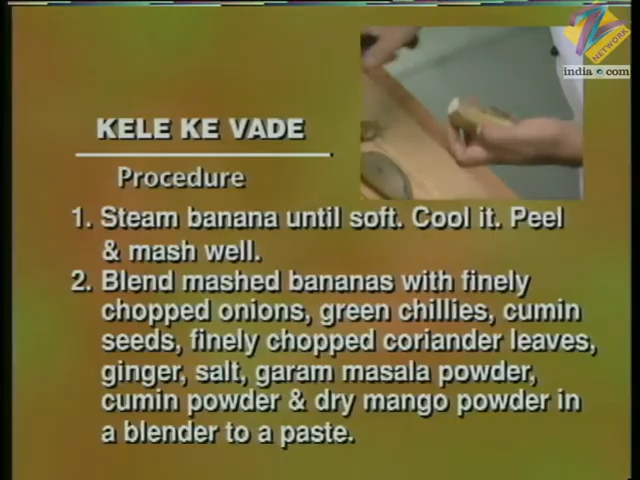 Z
NETWORK
india.com
KELE KE VADE
Procedure
1. Steam banana until soft. Cool it. Peel
& mash well.
2. Blend mashed bananas with finely
chopped onions, green chillies, cumin
seeds, finely chopped coriander leaves,
ginger, salt, garam masala powder,
cumin powder & dry mango powder in
a blender to a paste.